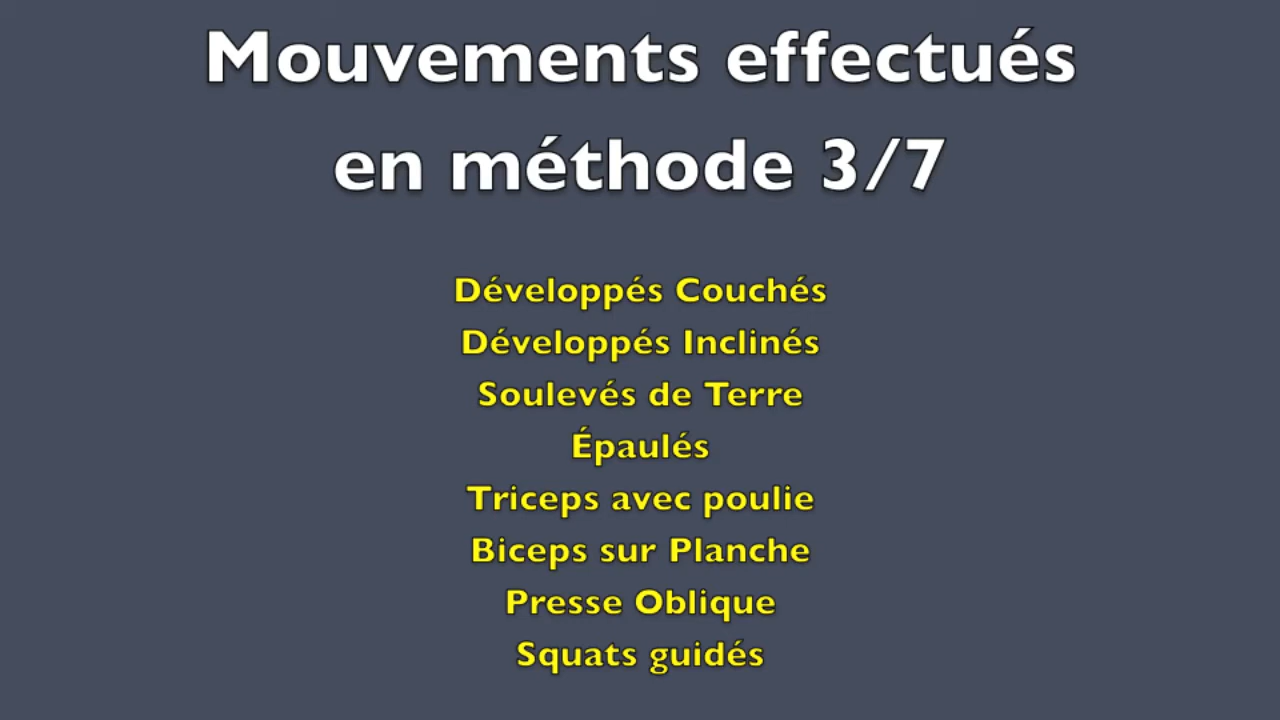 Mouvements effectués
en méthode 3/7
Développés Couchés
Développés Inclinés
Soulevés de Terre
Épaulés
Triceps avec poulie
Biceps sur Planche
Presse Oblique
Squats guidés